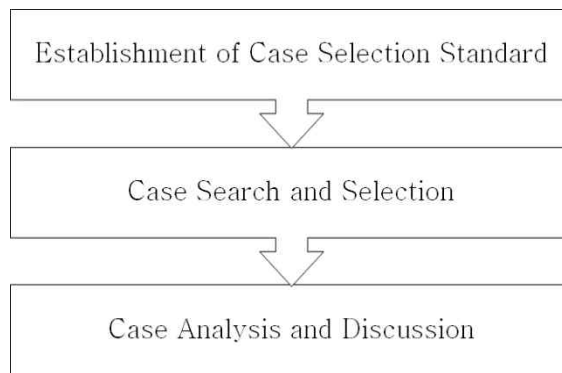 Establishment of Case Selection Standard
Case Search and Selection
Case Analysis and Discussion